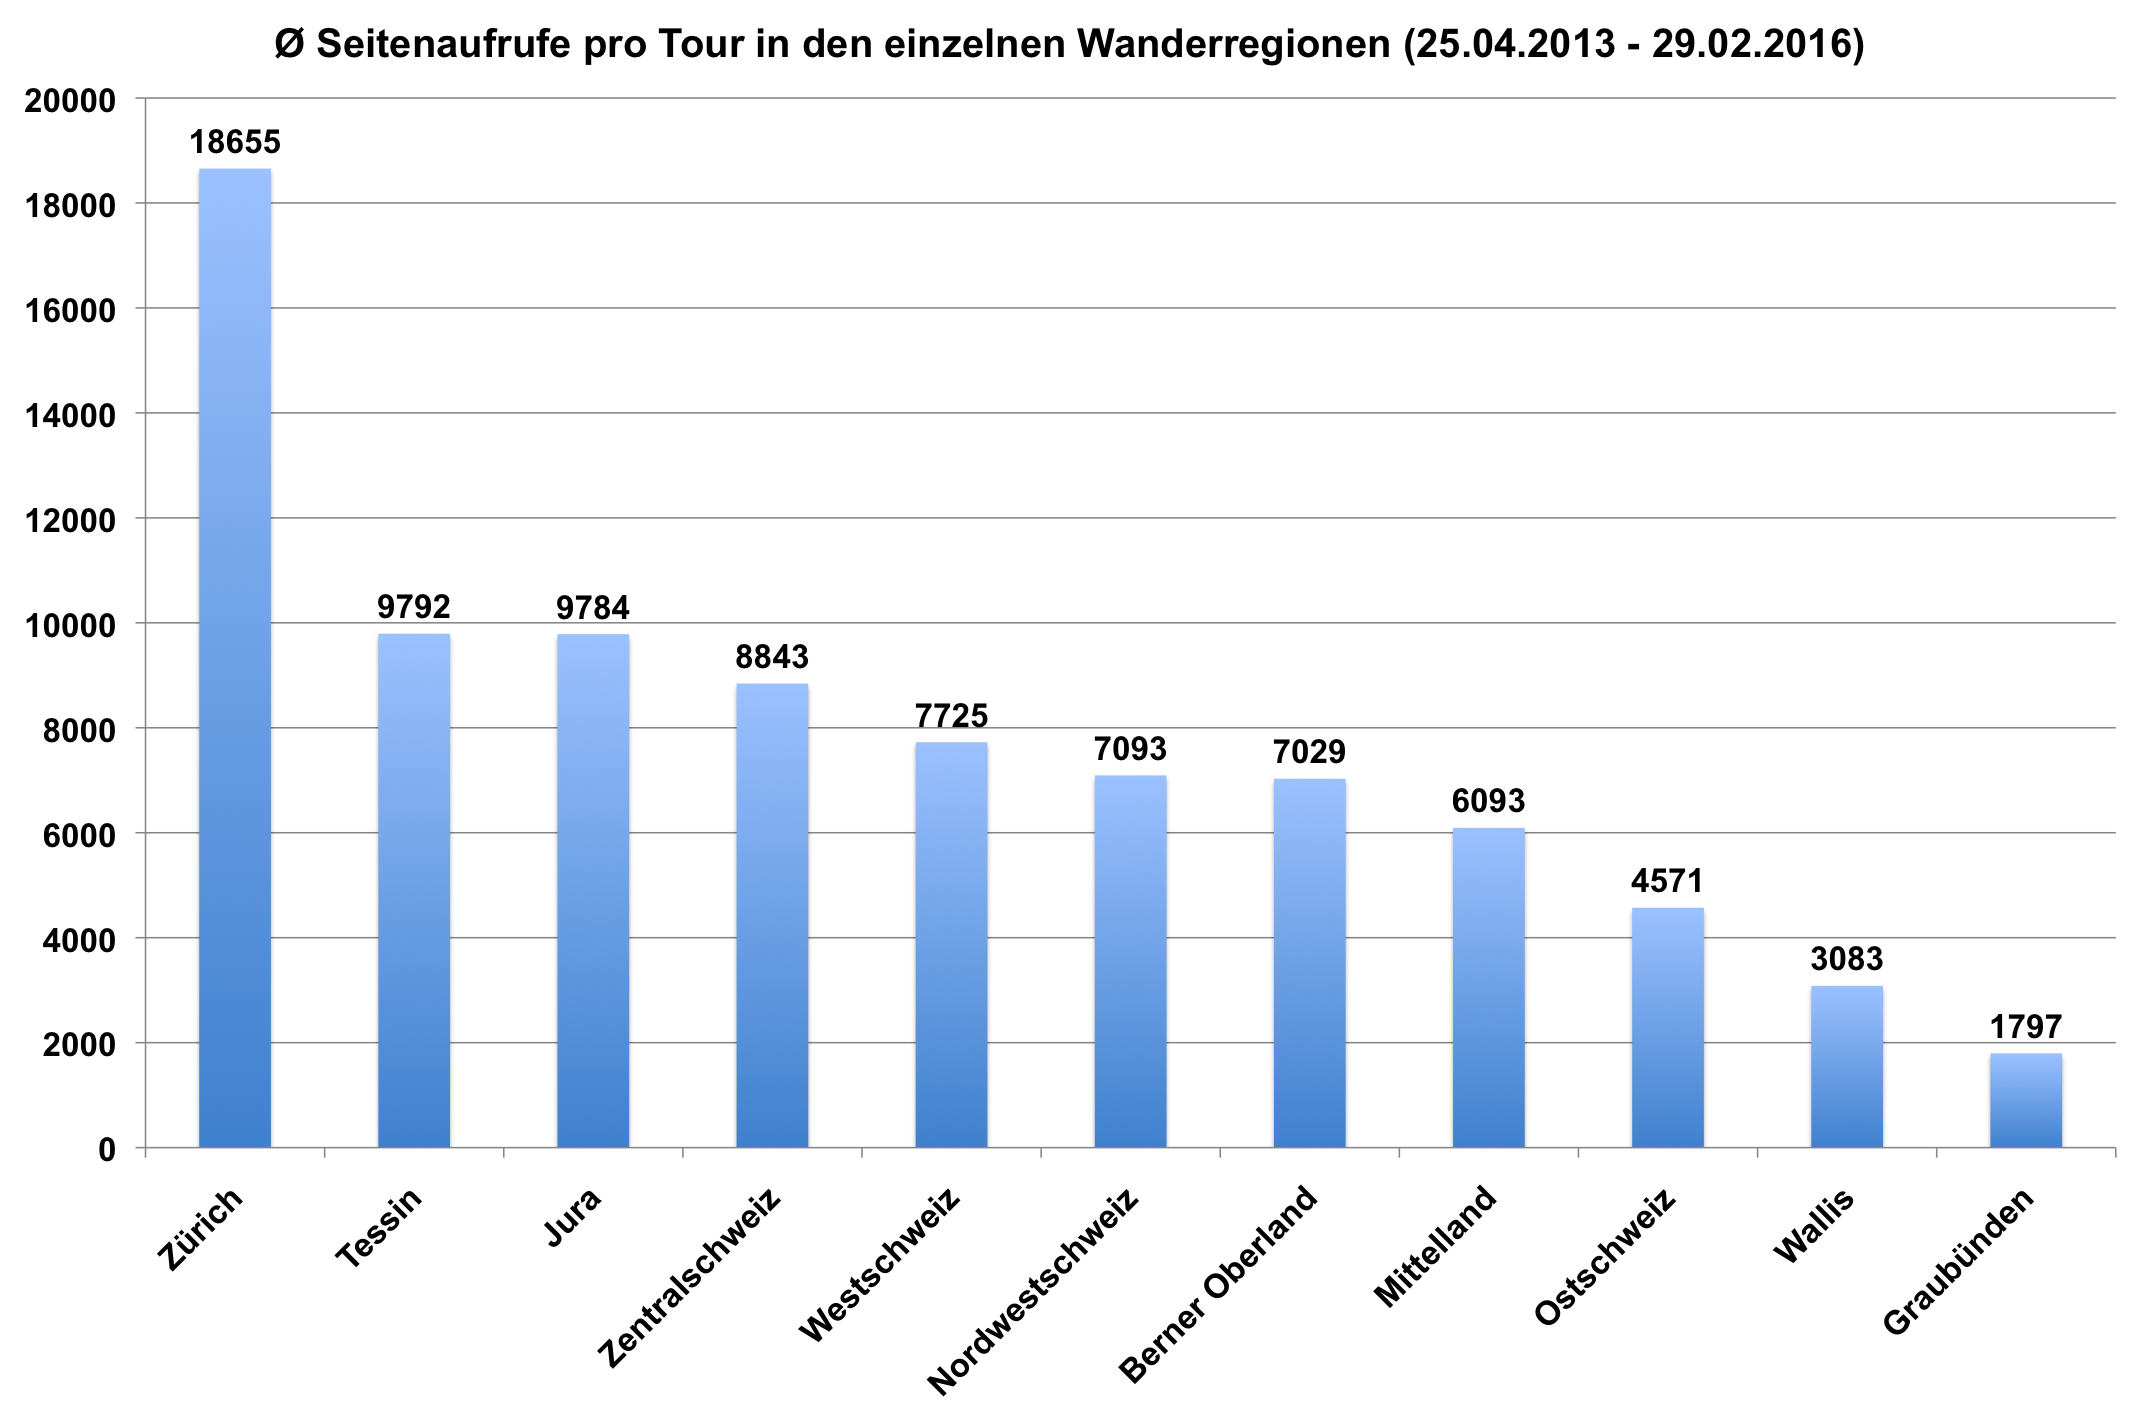 Ø Seitenaufrufe pro Tour in den einzelnen Wanderregionen (25.04.2013 - 29.02.2016)
20000
18000
16000
14000
12000
10000
8000
6000
4000
2000
0
18655
9792
9784
8843
7725
7093
7029
6093
4571
3083
1797
Zürich
Tessin
Jura
Zentralschweiz
Westschweiz
Nordwestschweiz
Berner Oberland
Mittelland
Ostschweiz
Wallis
Graubünden